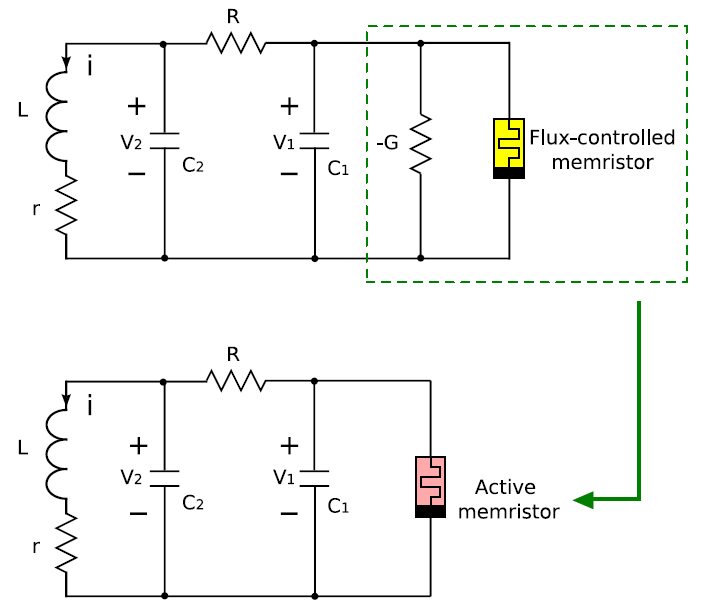 R
i
L
+
+
V2
V1
-G
Flux-controlled
memristor
C2
C1
−
−
r
R
i
L
+
+
V2
V1
C2
C1
Active
memristor
−
−
r